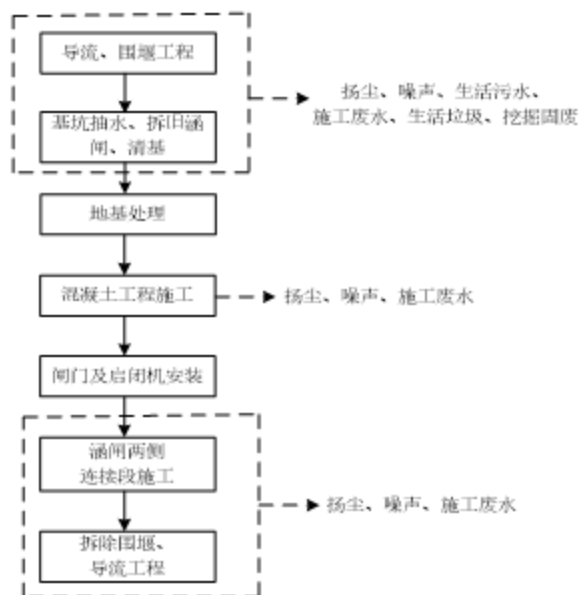 导流、围堰工程
扬尘、噪声、生活污水、
施工废水、生活垃圾、挖掘固废
基坑抽水、拆旧涵
闸、清基
地基处理
混凝土工程施工
扬尘、噪声、施工废水
闸门及启闭机安装
涵闸两侧
连接段施工
扬尘、噪声、施工废水
拆除围堰、
导流工程